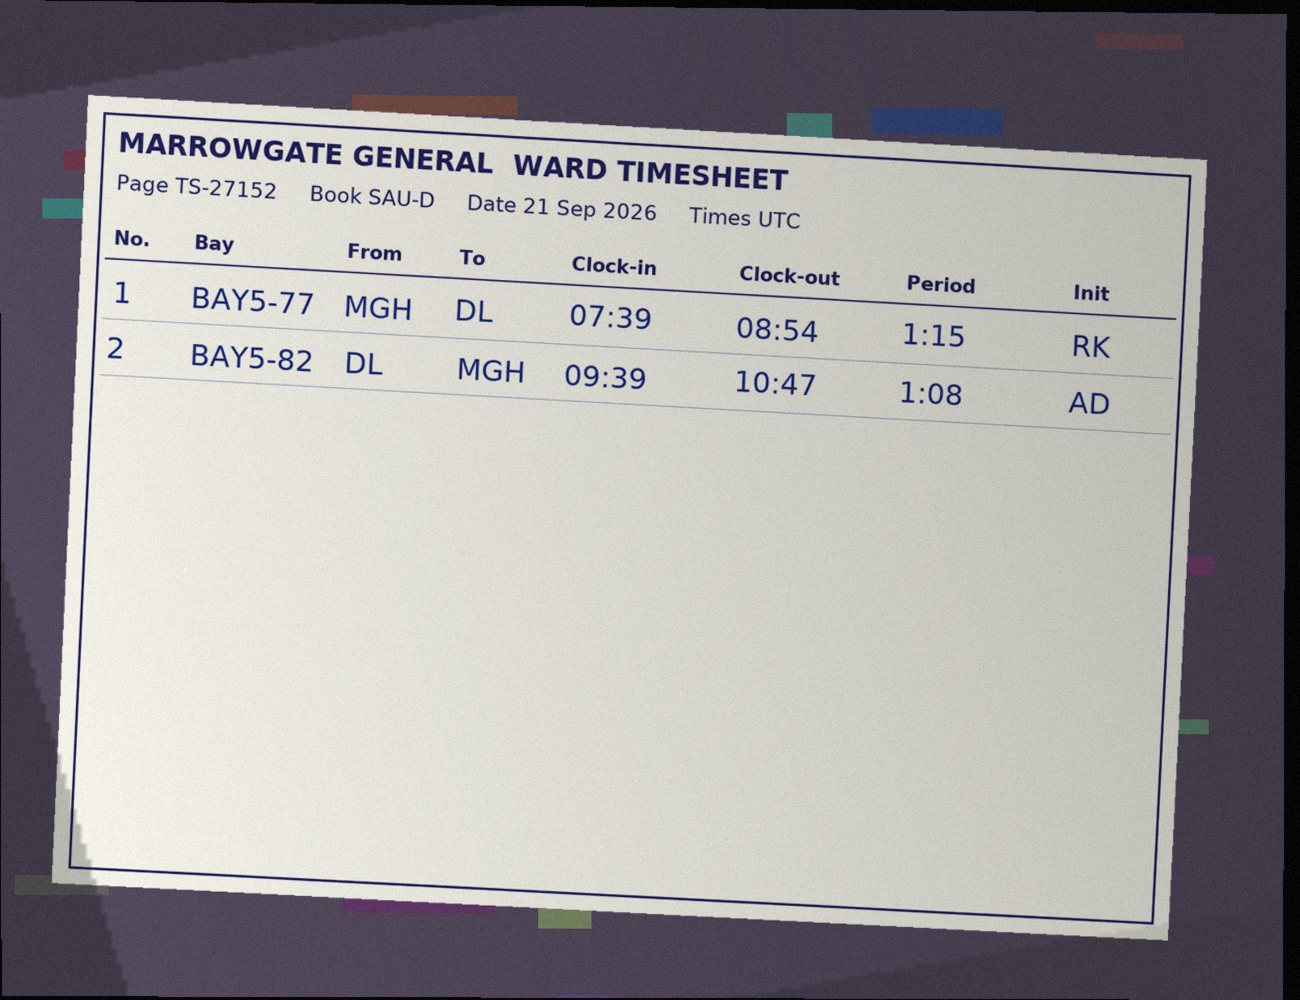 MARROWGATE GENERAL WARD TIMESHEET
Page TS-27152 Book SAU-D Date 21 Sep 2026 Times UTC
No. Bay From To Clock-in Clock-out Period Init
1 BAY5-77 MGH DL 07:39 08:54 1:15 RK
2 BAY5-82 DL MGH 09:39 10:47 1:08 AD